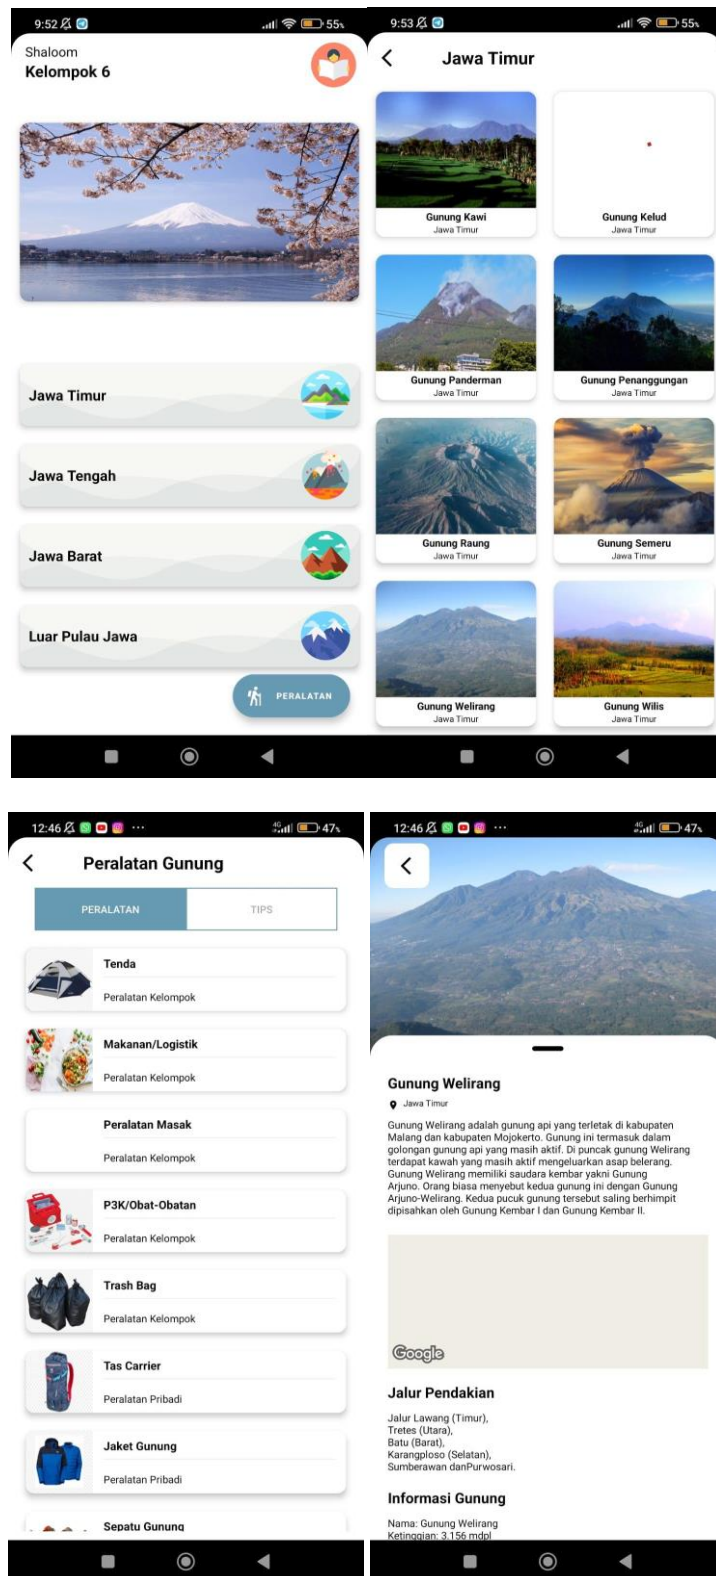 9:52 55%
Shaloom
Kelompok 6
Jawa Timur
Jawa Tengah
Jawa Barat
Luar Pulau Jawa
PERALATAN
9:53 55%
Jawa Timur
Gunung Kawi
Jawa Timur
Gunung Kelud
Jawa Timur
Gunung Panderman
Jawa Timur
Gunung Penanggungan
Jawa Timur
Gunung Raung
Jawa Timur
Gunung Semeru
Jawa Timur
Gunung Welirang
Jawa Timur
Gunung Wilis
Jawa Timur
12:46 ... 4G 47%
Peralatan Gunung
PERALATAN TIPS
Tenda
Peralatan Kelompok
Makanan/Logistik
Peralatan Kelompok
Peralatan Masak
Peralatan Kelompok
P3K/Obat-Obatan
Peralatan Kelompok
Trash Bag
Peralatan Kelompok
Tas Carrier
Peralatan Pribadi
Jaket Gunung
Peralatan Pribadi
Sepatu Gunung
12:46 ... 4G 47%
Gunung Welirang
Jawa Timur
Gunung Welirang adalah gunung api yang terletak di kabupaten
Malang dan kabupaten Mojokerto. Gunung ini termasuk dalam
golongan gunung api yang masih aktif. Di puncak gunung Welirang
terdapat kawah yang masih aktif mengeluarkan asap belerang.
Gunung Welirang memiliki saudara kembar yakni Gunung
Arjuno. Orang biasa menyebut kedua gunung ini dengan Gunung
Arjuno-Welirang. Kedua pucuk gunung tersebut saling berhimpit
dipisahkan oleh Gunung Kembar I dan Gunung Kembar II.
Google
Jalur Pendakian
Jalur Lawang (Timur),
Tretes (Utara),
Batu (Barat),
Karangploso (Selatan),
Sumberawan danPurwosari.
Informasi Gunung
Nama: Gunung Welirang
Ketinggian: 3.156 mdpl